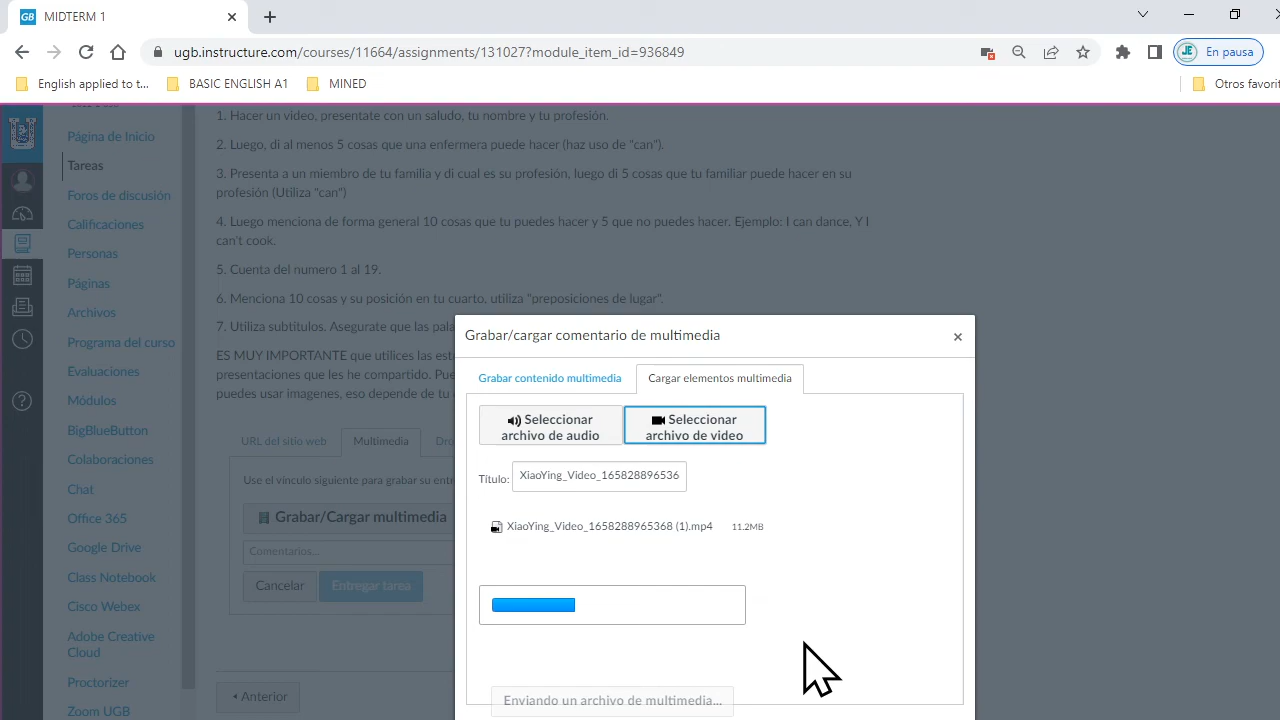 GB MIDTERM 1
ugb.instructure.com/courses/11664/assignments/131027?module_item_id=936849
JE En pausa
English applied to t...
BASIC ENGLISH A1
MINED
Otros favorit
Página de Inicio
Tareas
Foros de discusión
Calificaciones
Personas
Páginas
Archivos
Programa del curso
Evaluaciones
Módulos
BigBlueButton
Colaboraciones
Chat
Office 365
Google Drive
Class Notebook
Cisco Webex
Adobe Creative
Cloud
Proctorizer
Zoom UGB
1. Hacer un video, presentate con un saludo, tu nombre y tu profesión.
2. Luego, di al menos 5 cosas que una enfermera puede hacer (haz uso de "can").
3. Presenta a un miembro de tu familia y di cual es su profesión, luego di 5 cosas que tu familiar puede hacer en su
profesión (Utiliza "can")
4. Luego menciona de forma general 10 cosas que tu puedes hacer y 5 que no puedes hacer. Ejemplo: I can dance, Y I
can't cook.
5. Cuenta del numero 1 al 19.
6. Menciona 10 cosas y su posición en tu cuarto, utiliza "preposiciones de lugar".
7. Utiliza subtitulos. Asegurate que las pala
ES MUY IMPORTANTE que utilices las est
presentaciones que les he compartido. Pue
puedes usar imagenes, eso depende de tu
URL del sitio web
Multimedia
Dro
Use el vínculo siguiente para grabar su entr
Grabar/Cargar multimedia
Comentarios...
Cancelar
Entregar tarea
Anterior
Grabar/cargar comentario de multimedia
×
Grabar contenido multimedia
Cargar elementos multimedia
Seleccionar
archivo de audio
Seleccionar
archivo de video
Título: XiaoYing_Video_165828896536
XiaoYing_Video_1658288965368 (1).mp4 11.2MB
Enviando un archivo de multimedia...